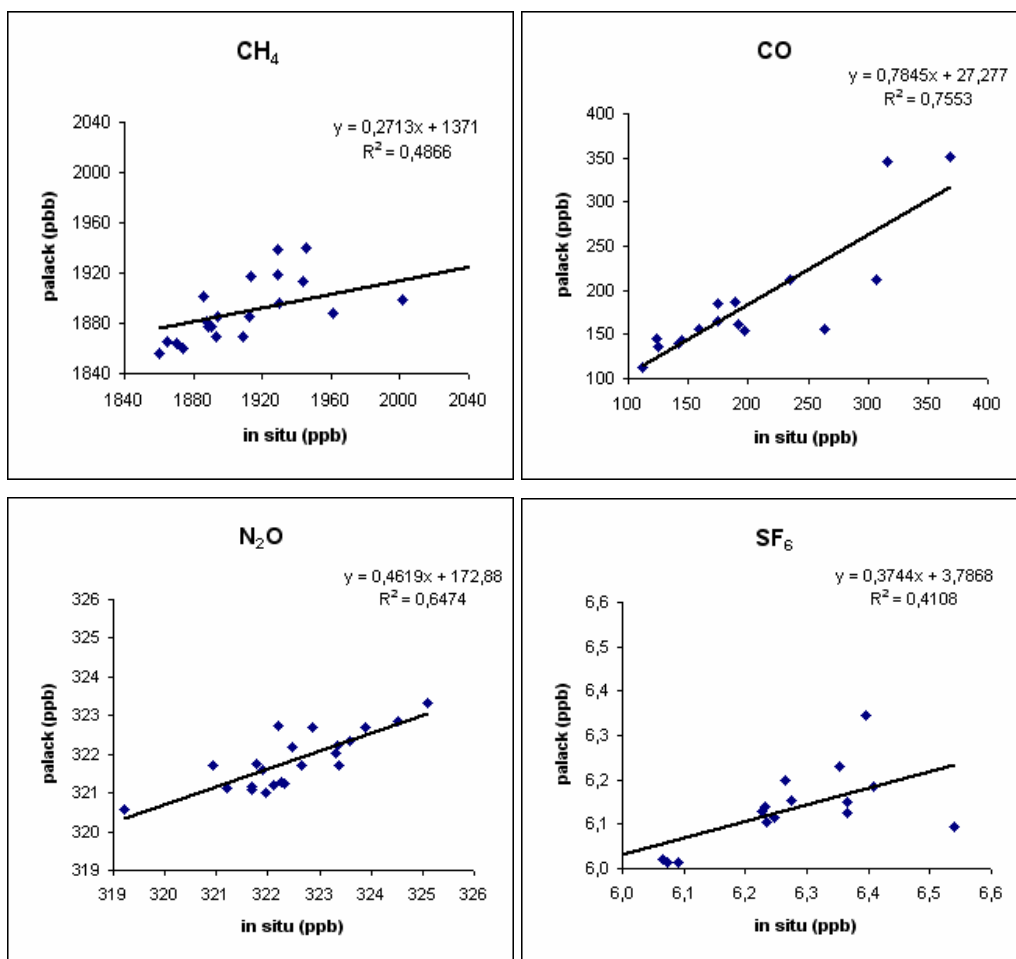 CH₄
y = 0,2713x + 1371
R² = 0,4866
palack (pbb)
2040
2000
1960
1920
1880
1840
1840 1880 1920 1960 2000 2040
in situ (ppb)
CO
y = 0,7845x + 27,277
R² = 0,7553
palack (ppb)
400
350
300
250
200
150
100
100 150 200 250 300 350 400
in situ (ppb)
N₂O
y = 0,4619x + 172,88
R² = 0,6474
palack (ppb)
326
325
324
323
322
321
320
319
319 320 321 322 323 324 325 326
in situ (ppb)
SF₆
y = 0,3744x + 3,7868
R² = 0,4108
palack (ppb)
6,6
6,5
6,4
6,3
6,2
6,1
6,0
6,0 6,1 6,2 6,3 6,4 6,5 6,6
in situ (ppb)